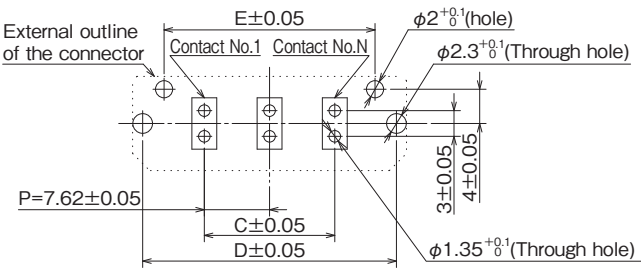 E±0.05
φ2+0.1 0(hole)
External outline
of the connector
Contact No.1
Contact No.N
φ2.3+0.1 0(Through hole)
3±0.05
4±0.05
P=7.62±0.05
C±0.05
D±0.05
φ1.35+0.1 0(Through hole)